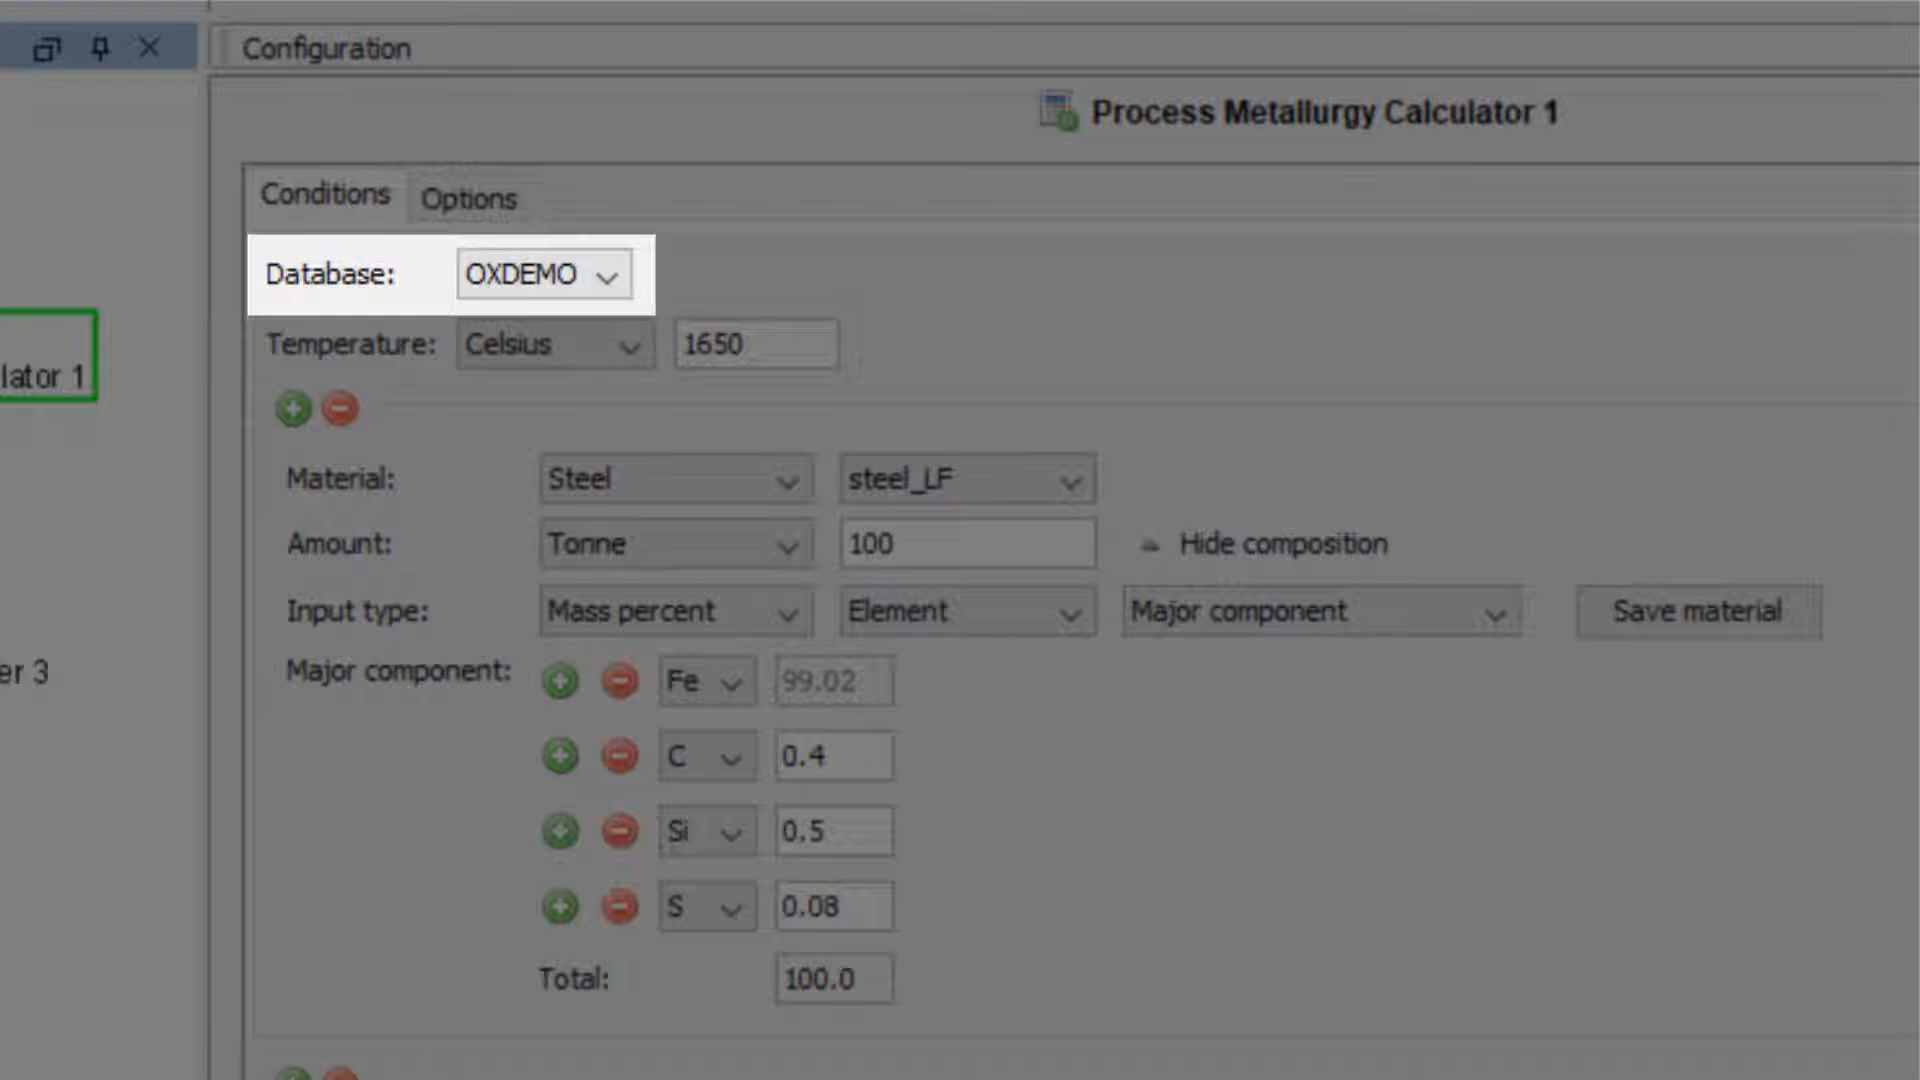 Configuration
Process Metallurgy Calculator 1
Conditions Options
Database: OXDEMO
Temperature: Celsius 1650
lator 1
Material: Steel steel_LF
Amount: Tonne 100 Hide composition
Input type: Mass percent Element Major component Save material
Major component: Fe 99.02
er 3
C 0.4
Si 0.5
S 0.08
Total: 100.0